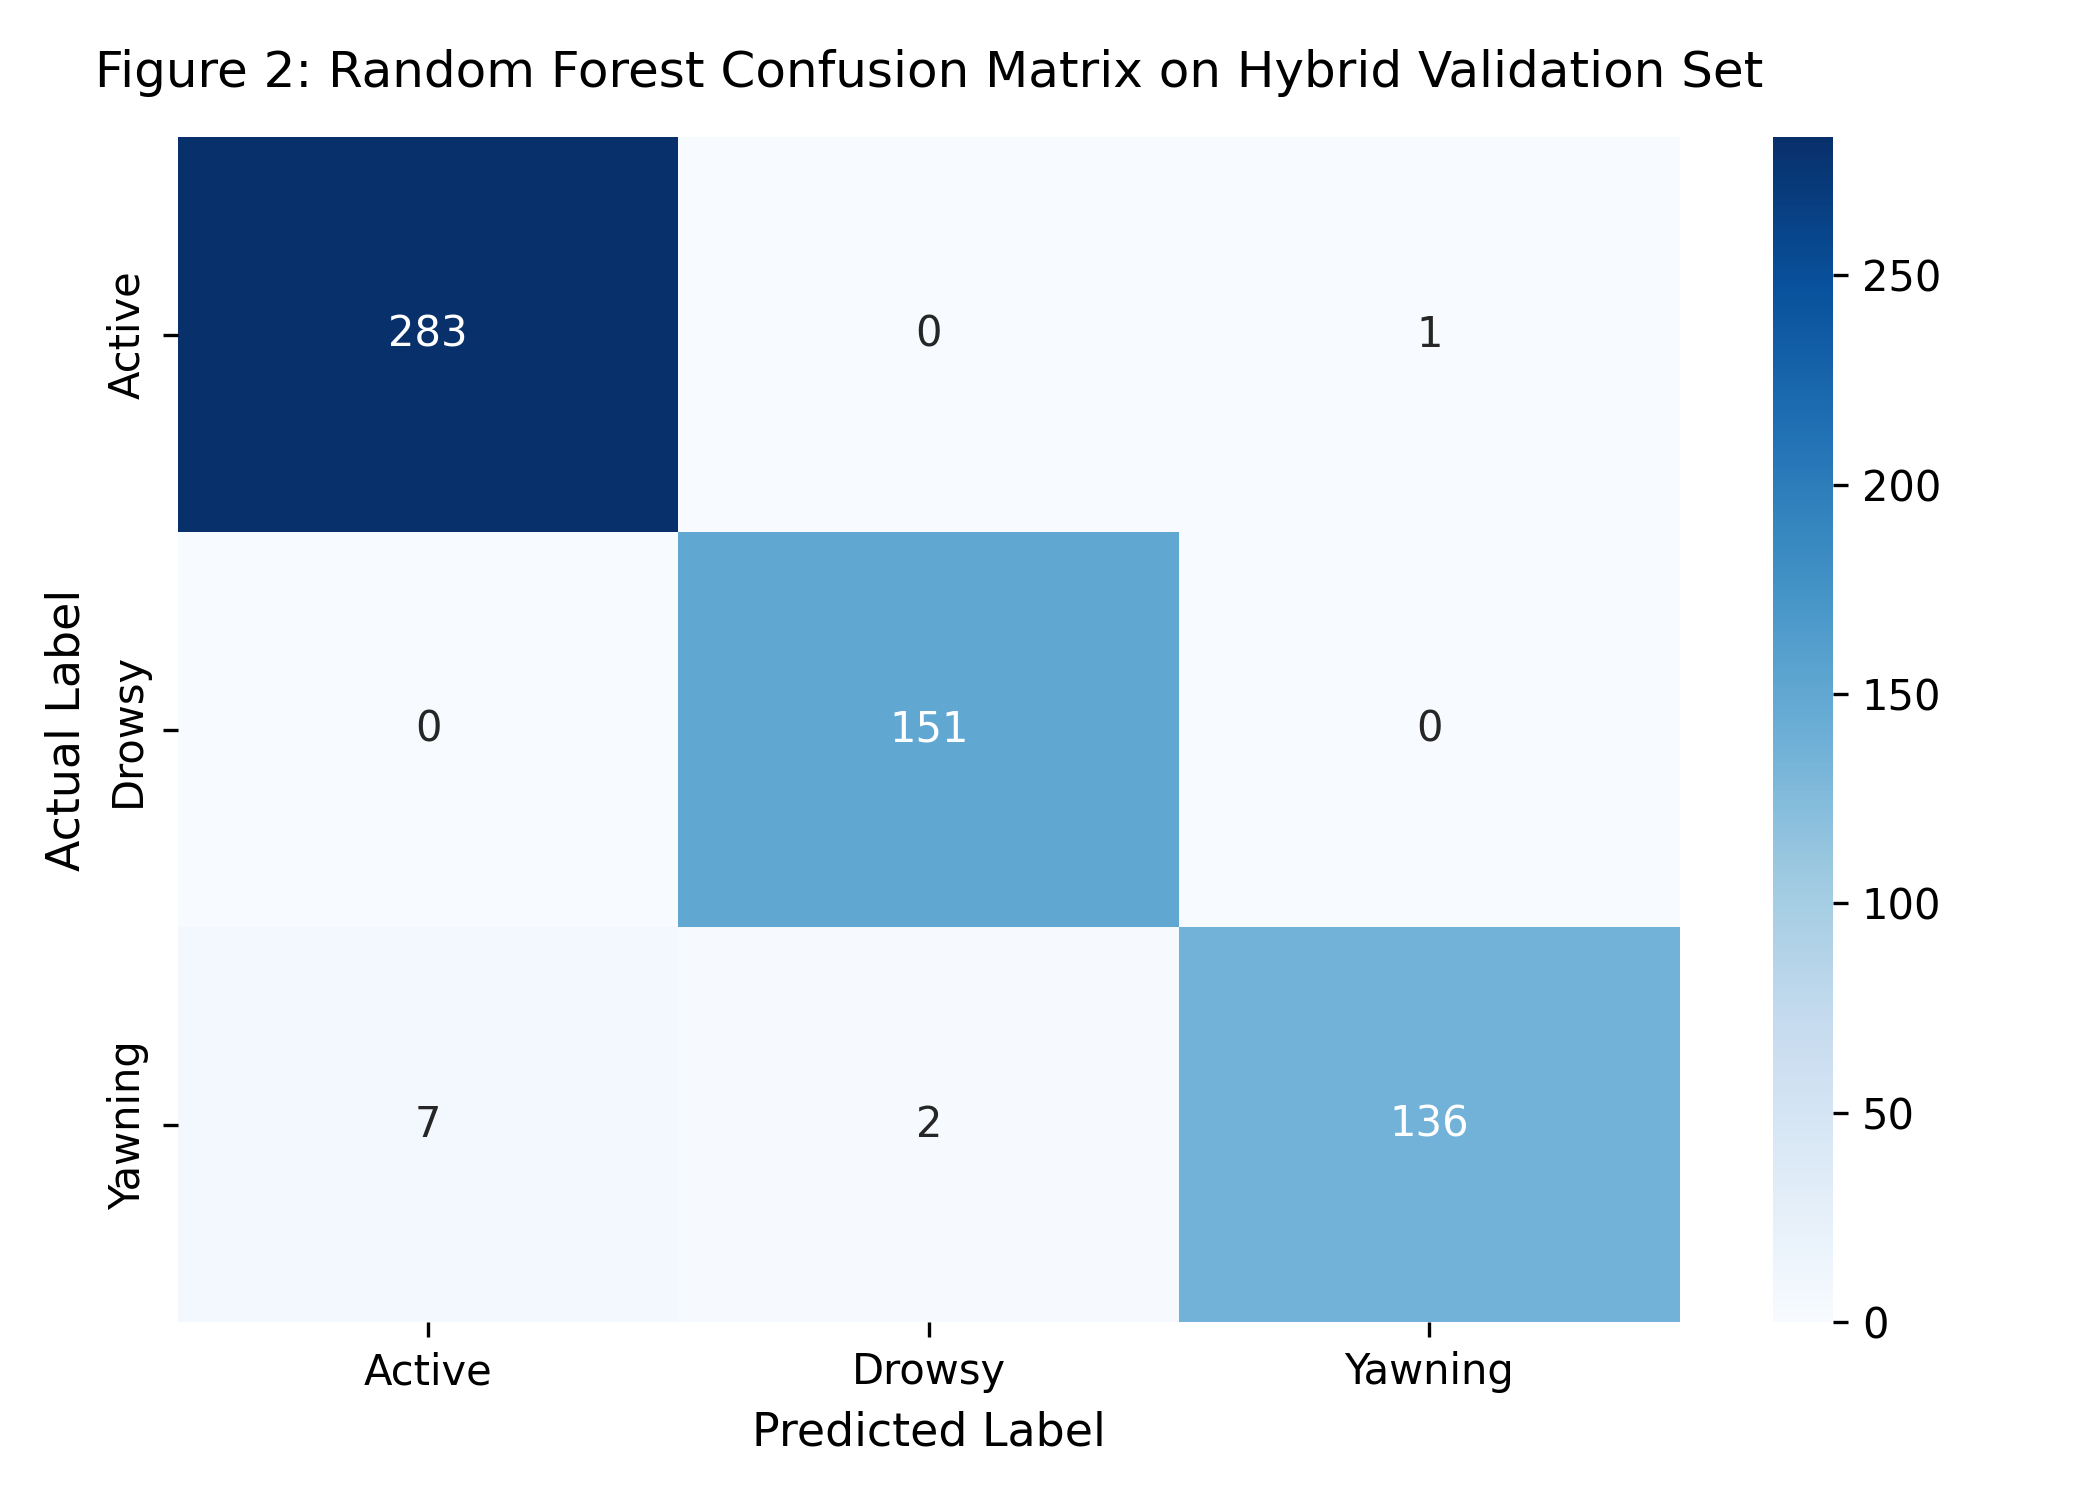 Figure 2: Random Forest Confusion Matrix on Hybrid Validation Set
Actual Label
Active
283
0
1
Drowsy
0
151
0
Yawning
7
2
136
Active
Drowsy
Yawning
Predicted Label
250
200
150
100
50
0